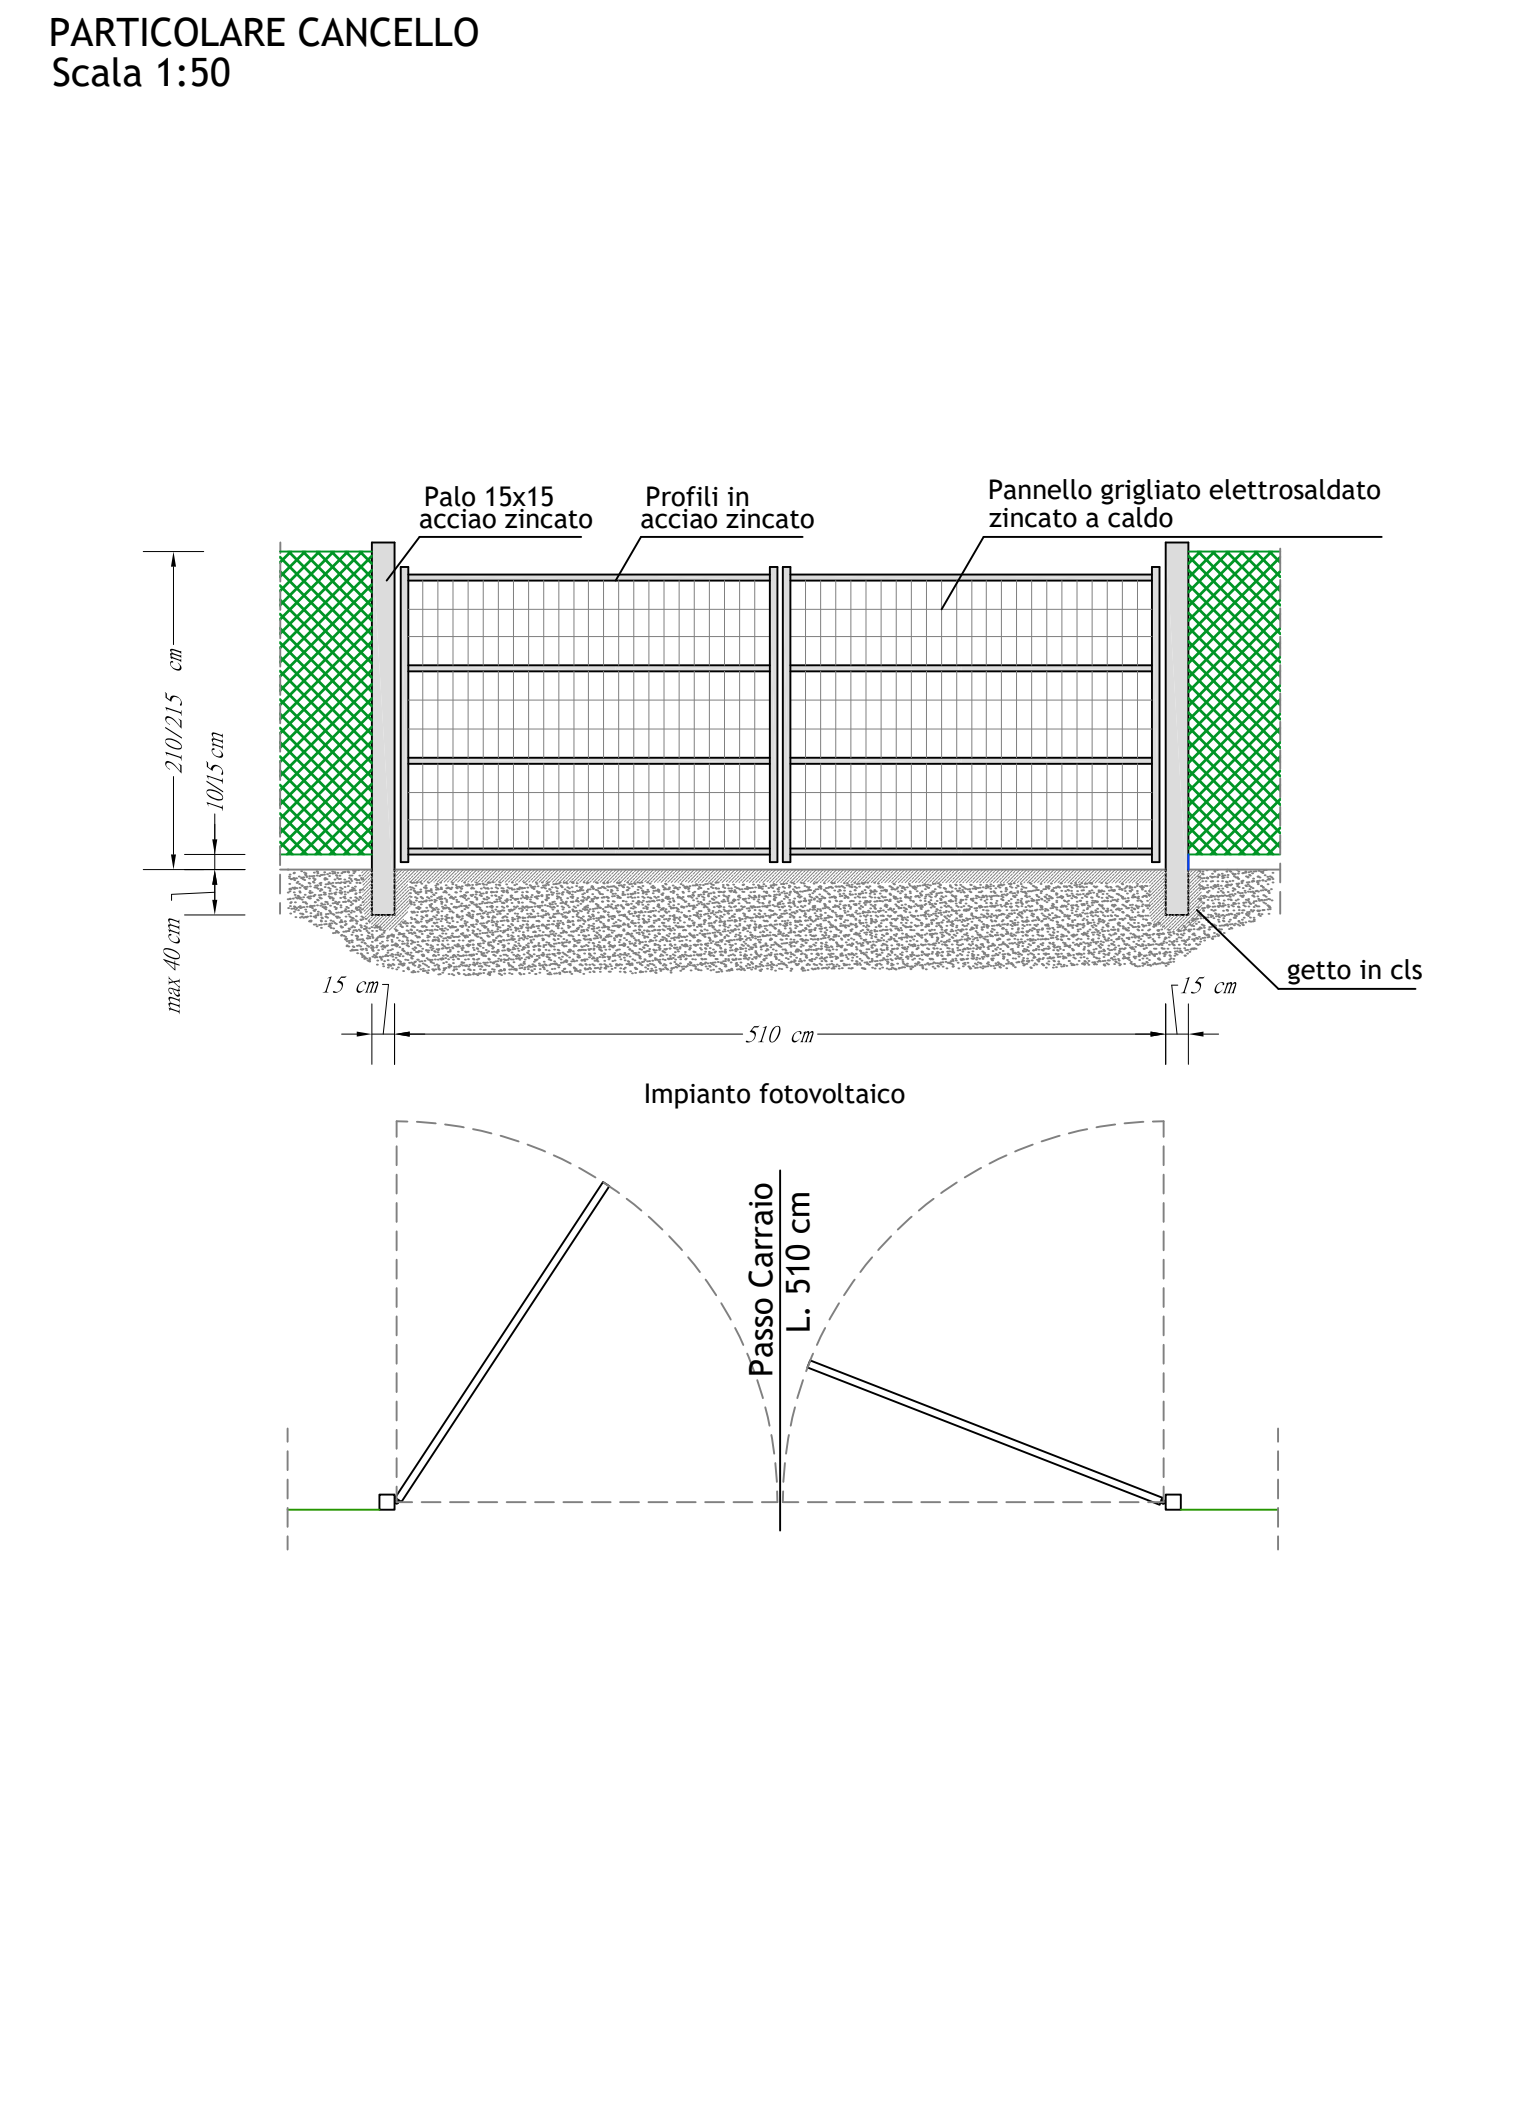 PARTICOLARE CANCELLO
Scala 1:50
Palo 15x15
acciao zincato
Profili in
acciao zincato
Pannello grigliato elettrosaldato
zincato a caldo
210/215 cm
10/15 cm
max 40 cm
getto in cls
15 cm
15 cm
510 cm
Impianto fotovoltaico
Passo Carraio
L. 510 cm